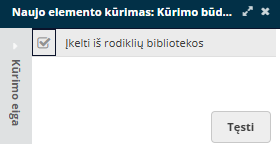 Naujo elemento kūrimas: Kūrimo būd...
Kūrimo eiga
Įkelti iš rodiklių bibliotekos
Tęsti